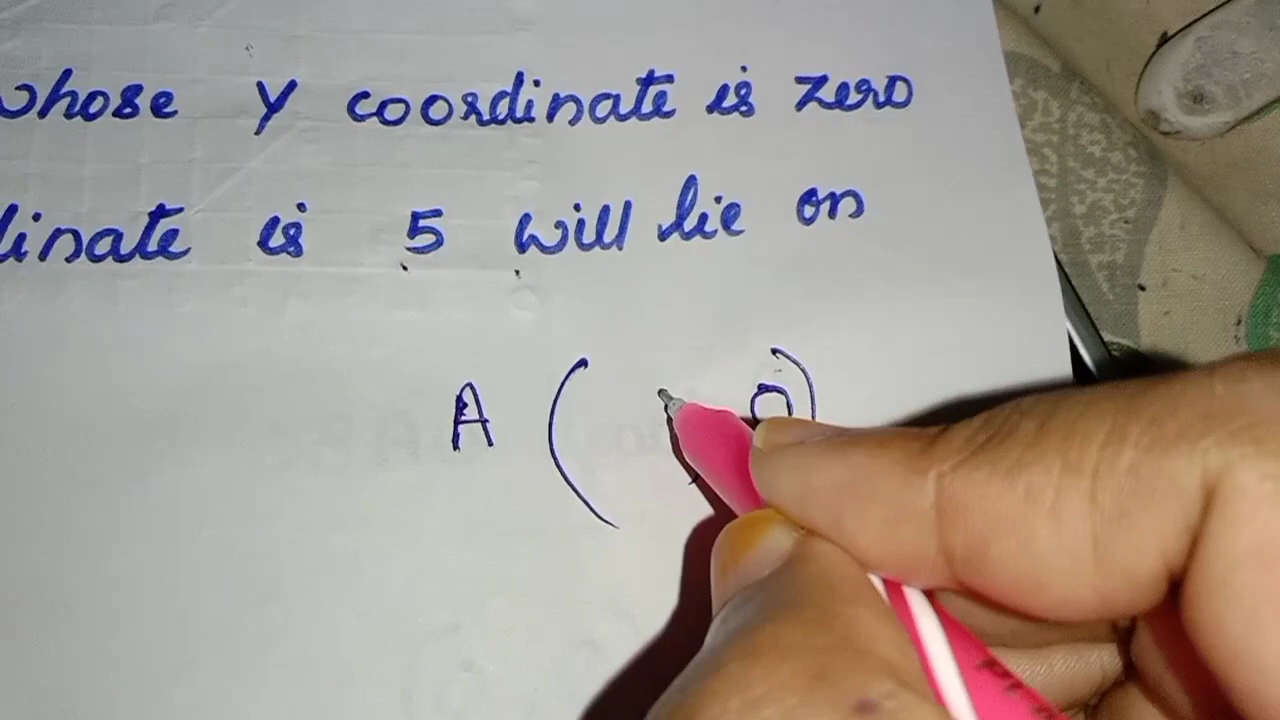 whose y coordinate is zero
dinate is 5 will lie on
A ( , 0)